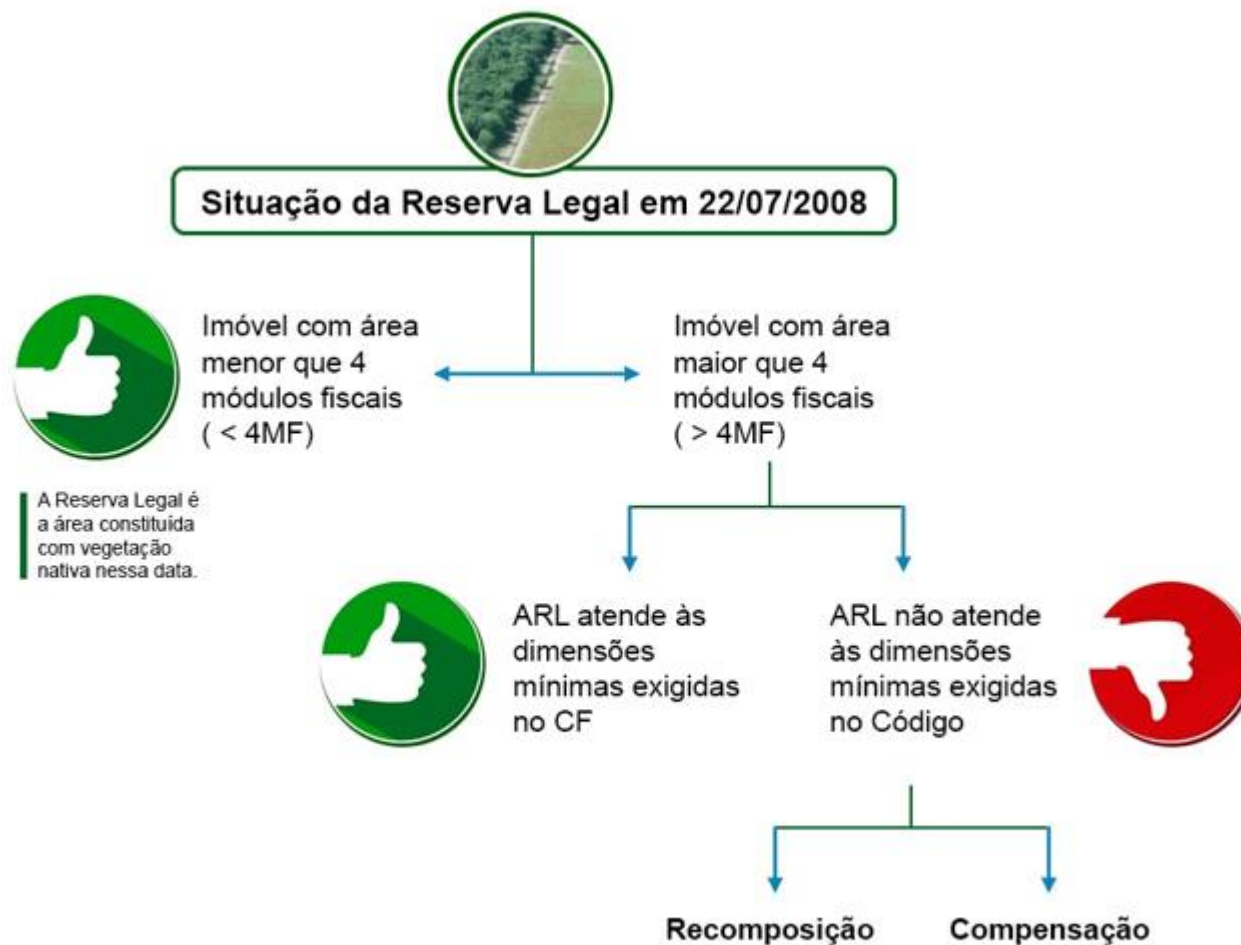 Situação da Reserva Legal em 22/07/2008
Imóvel com área
menor que 4
módulos fiscais
( < 4MF)
Imóvel com área
maior que 4
módulos fiscais
( > 4MF)
A Reserva Legal é
a área constituída
com vegetação
nativa nessa data.
ARL atende às
dimensões
mínimas exigidas
no CF
ARL não atende
às dimensões
mínimas exigidas
no Código
Recomposição
Compensação